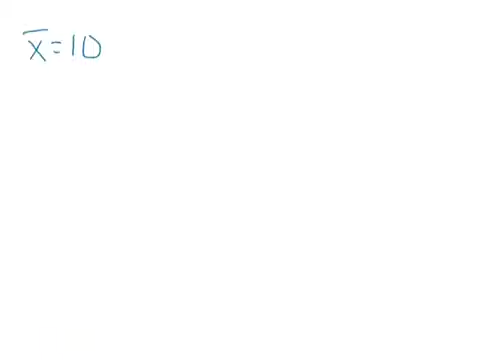 x̄ = 10